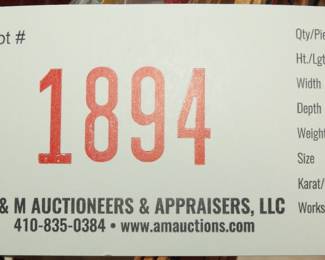 ot #
1894
& M AUCTIONEERS & APPRAISERS, LLC
410-835-0384 • www.amauctions.com
Qty/Pie
Ht./Lgt
Width
Depth
Weight
Size
Karat/
Works